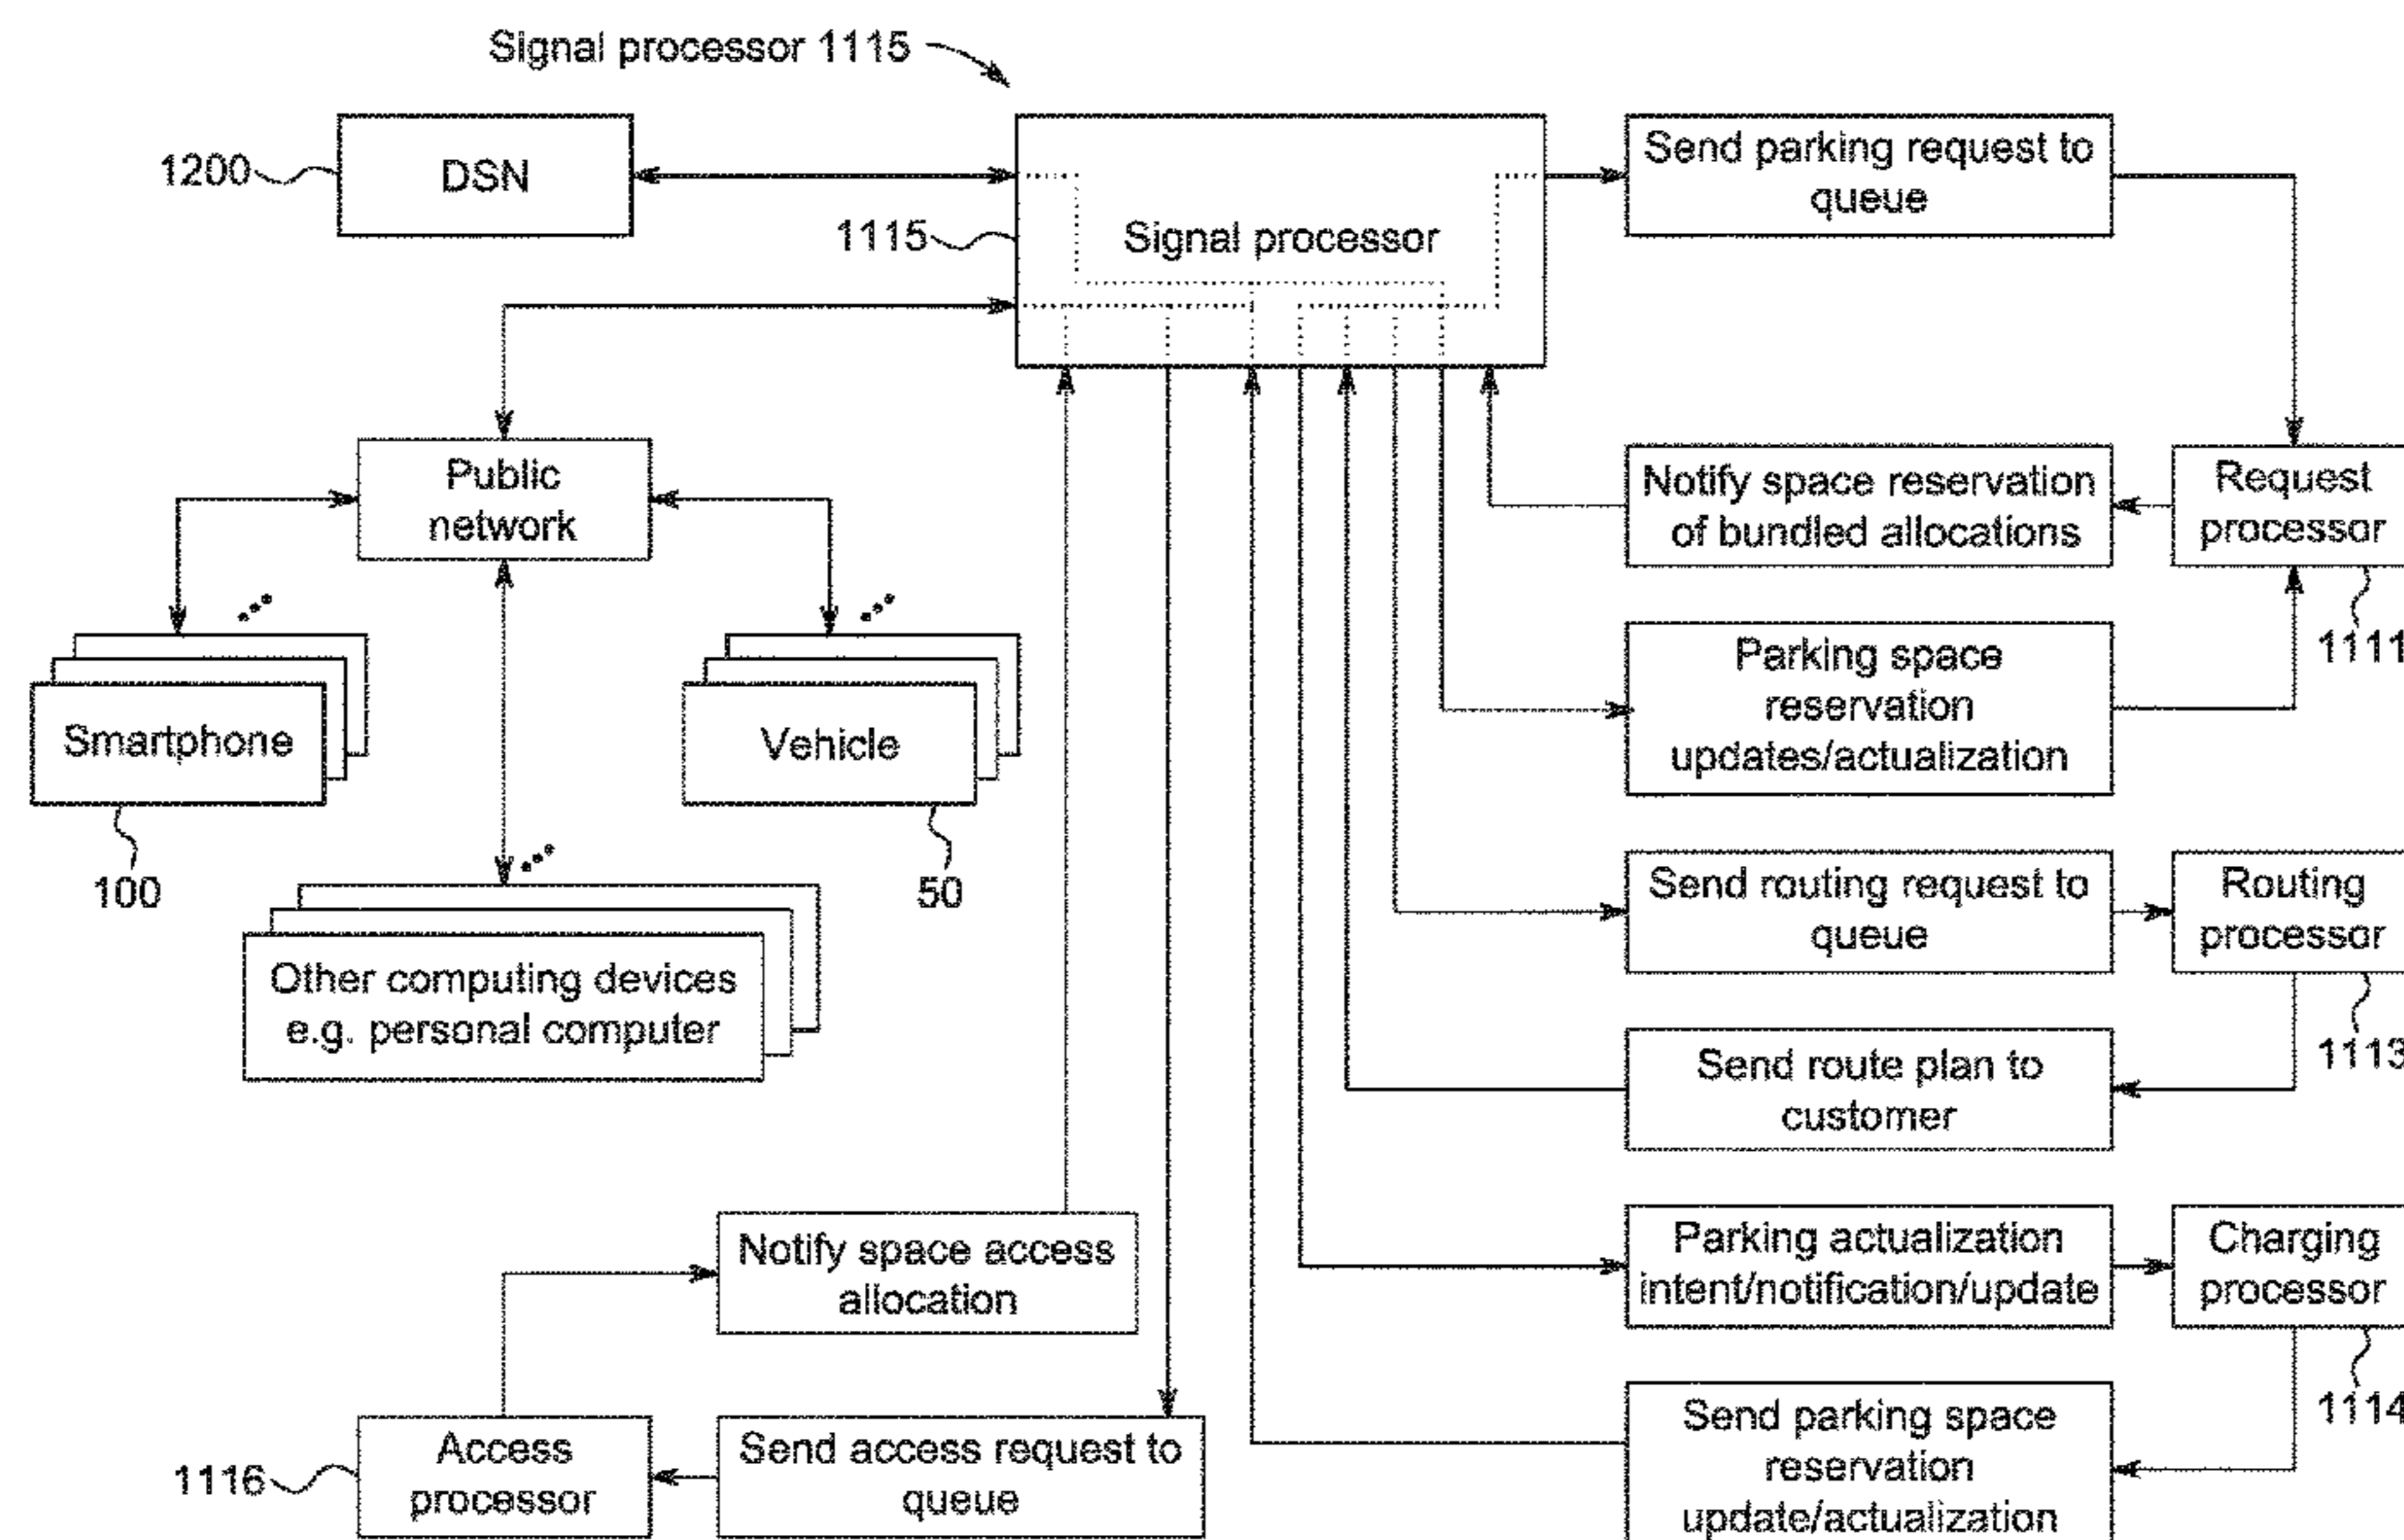 Signal processor 1115
1200
DSN
1115
Signal processor
Send parking request to
queue
Public
network
Notify space reservation
of bundled allocations
Request
processor
1111
Smartphone
100
Vehicle
50
Parking space
reservation
updates/actualization
Other computing devices
e.g. personal computer
Send routing request to
queue
Routing
processor
1113
Send route plan to
customer
Notify space access
allocation
Parking actualization
intent/notification/update
Charging
processor
1114
1116
Access
processor
Send access request to
queue
Send parking space
reservation
update/actualization